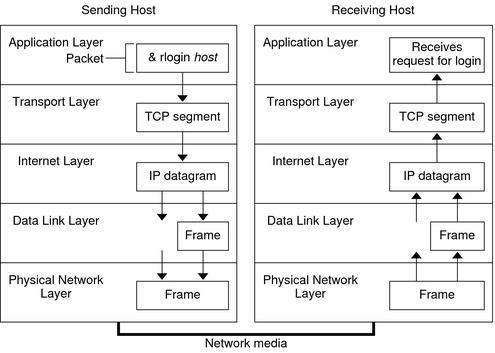 Sending Host
Receiving Host
Application Layer
Packet
& rlogin host
Application Layer
Receives
request for login
Transport Layer
TCP segment
Transport Layer
TCP segment
Internet Layer
IP datagram
Internet Layer
IP datagram
Data Link Layer
Frame
Data Link Layer
Frame
Physical Network
Layer
Frame
Physical Network
Layer
Frame
Network media